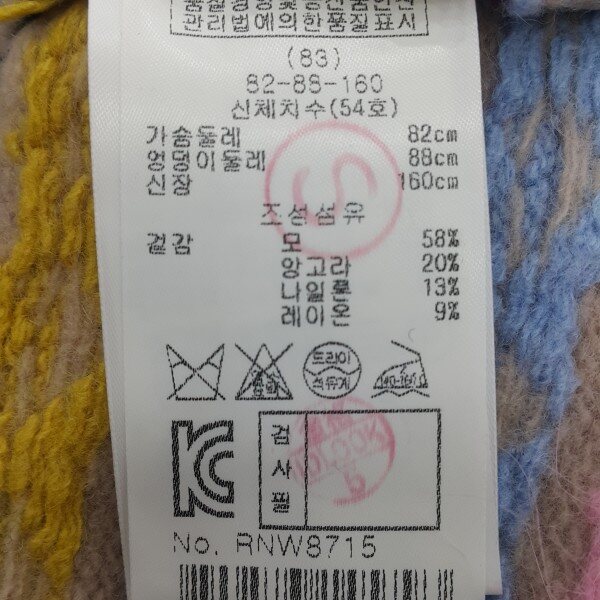 관리법에의한품질표시
(83)
82-88-160
신체치수(54호)
가슴둘레 82cm
엉덩이둘레 88cm
신장 160cm
조성섬유
겉감 모 58%
앙고라 20%
나일론 13%
레이온 9%
드라이
석유계
검
사
필
No. RNW8715